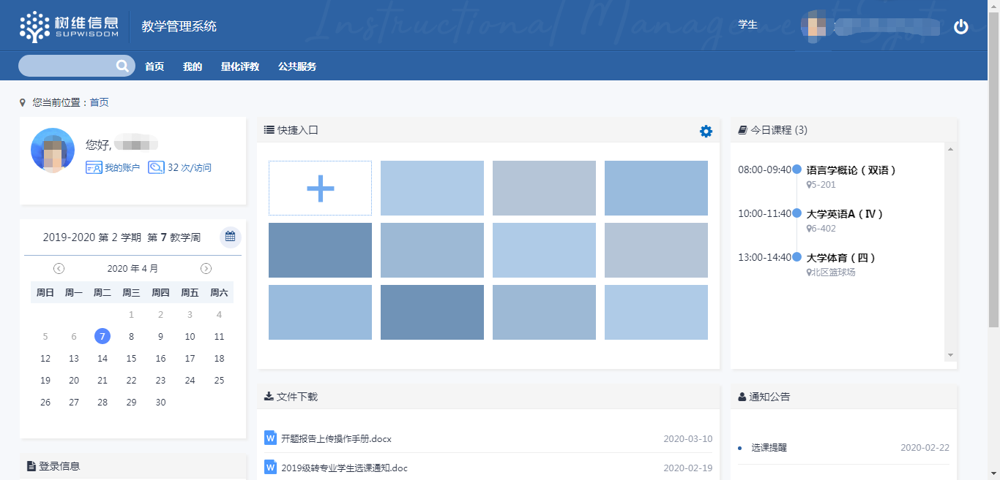 树维信息
SUPWISDOM
教学管理系统
Instructional Management System
学生
首页 我的 量化评教 公共服务
您当前位置：首页
您好,
我的账户 32 次/访问
2019-2020 第 2 学期 第 7 教学周
2020 年 4 月
周日 周一 周二 周三 周四 周五 周六
1 2 3 4
5 6 7 8 9 10 11
12 13 14 15 16 17 18
19 20 21 22 23 24 25
26 27 28 29 30
登录信息
快捷入口
文件下载
W 开题报告上传操作手册.docx 2020-03-10
W 2019级转专业学生选课通知.doc 2020-02-19
今日课程 (3)
08:00-09:40 语言学概论（双语）
5-201
10:00-11:40 大学英语A（Ⅳ）
6-402
13:00-14:40 大学体育（四）
北区篮球场
通知公告
选课提醒 2020-02-22